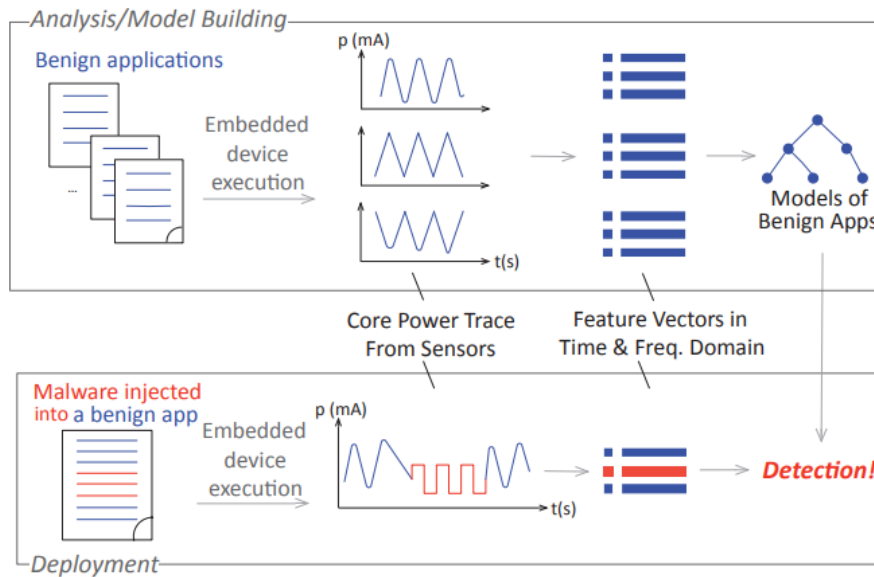 Analysis/Model Building
Benign applications
...
Embedded
device
execution
p (mA)
t(s)
Models of
Benign Apps
Core Power Trace
From Sensors
Feature Vectors in
Time & Freq. Domain
Malware injected
into a benign app
Embedded
device
execution
p (mA)
t(s)
Detection!
Deployment